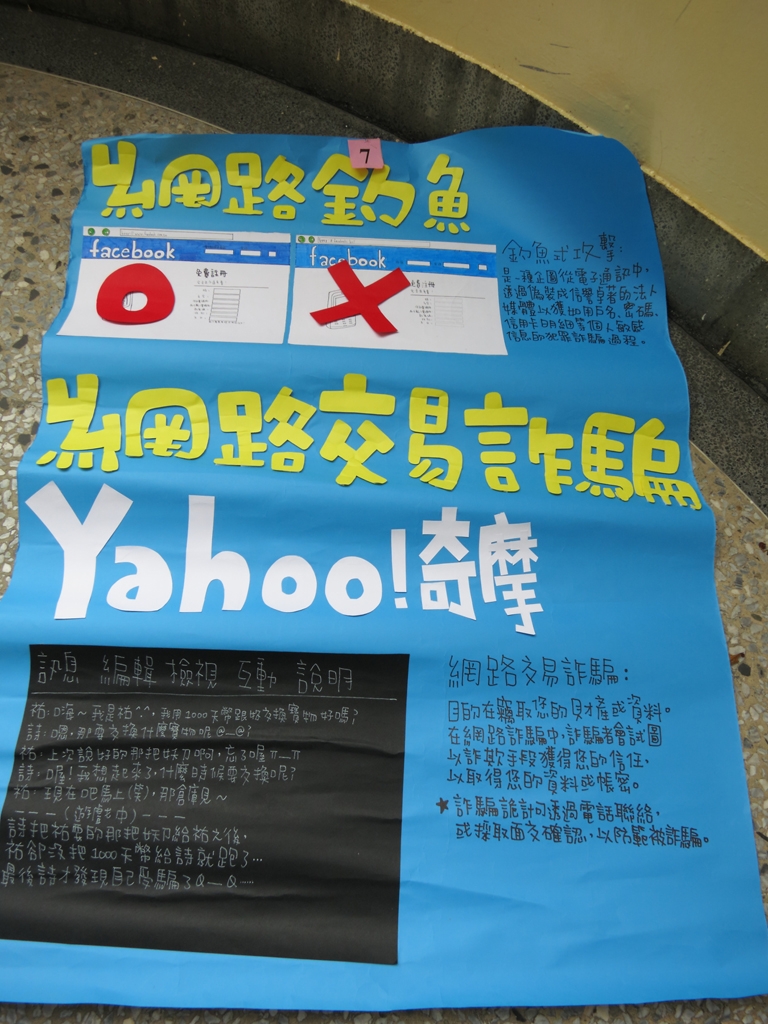 7
網路釣魚
facebook
免費註冊
facebook
釣魚式攻擊:
是一種企圖從電子通訊中,
透過偽裝成信譽卓著的法人
媒體以獲如用戶名、密碼、
信用卡明細等個人敏感
信息的犯罪詐騙過程。
網路交易詐騙
Yahoo!奇摩
訊息 編輯 檢視 互動 說明
祐:嗨~我是祐^.^,我用1000天幣跟妳交換寶物好嗎?
詩:嗯,那要交換什麼寶物呢@—@?
祐:上次說好的那把妖刀啊,忘了喔ㅠ—ㅠ
詩:喔!我想起來了,什麼時候要交換呢?
祐:現在吧馬上(笑),那倉庫見~
---(遊戲中)---
詩把祐要的那把妖刀給祐之後,
祐卻沒把1000天幣給詩就跑了…
最後詩才發現自己受騙了Q—Q……
網路交易詐騙:
目的在竊取您的財產或資料。
在網路詐騙中,詐騙者會試圖
以詐欺手段獲得您的信任,
以取得您的資料或帳密。
★詐騙詭計可透過電話聯絡,
或採取面交確認,以防範被詐騙。